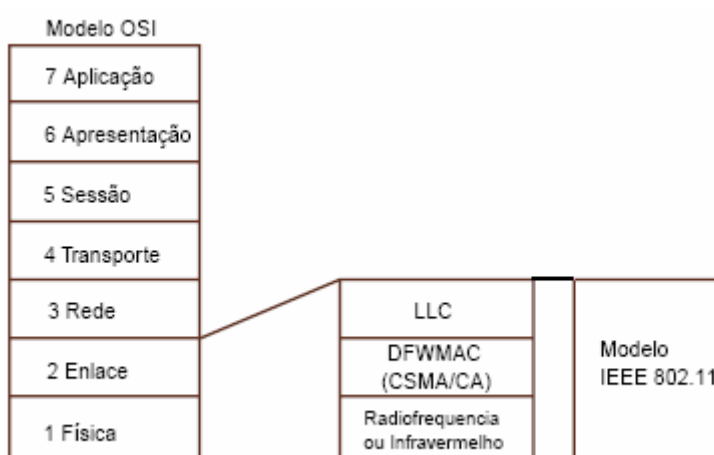 Modelo OSI
7 Aplicação
6 Apresentação
5 Sessão
4 Transporte
3 Rede
2 Enlace
1 Física
LLC
DFWMAC
(CSMA/CA)
Radiofrequencia
ou Infravermelho
Modelo
IEEE 802.11